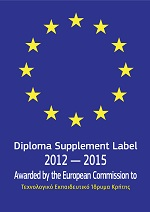 Diploma Supplement Label
2012 — 2015
Awarded by the European Commission to
Τεχνολογικό Εκπαιδευτικό Ίδρυμα Κρήτης